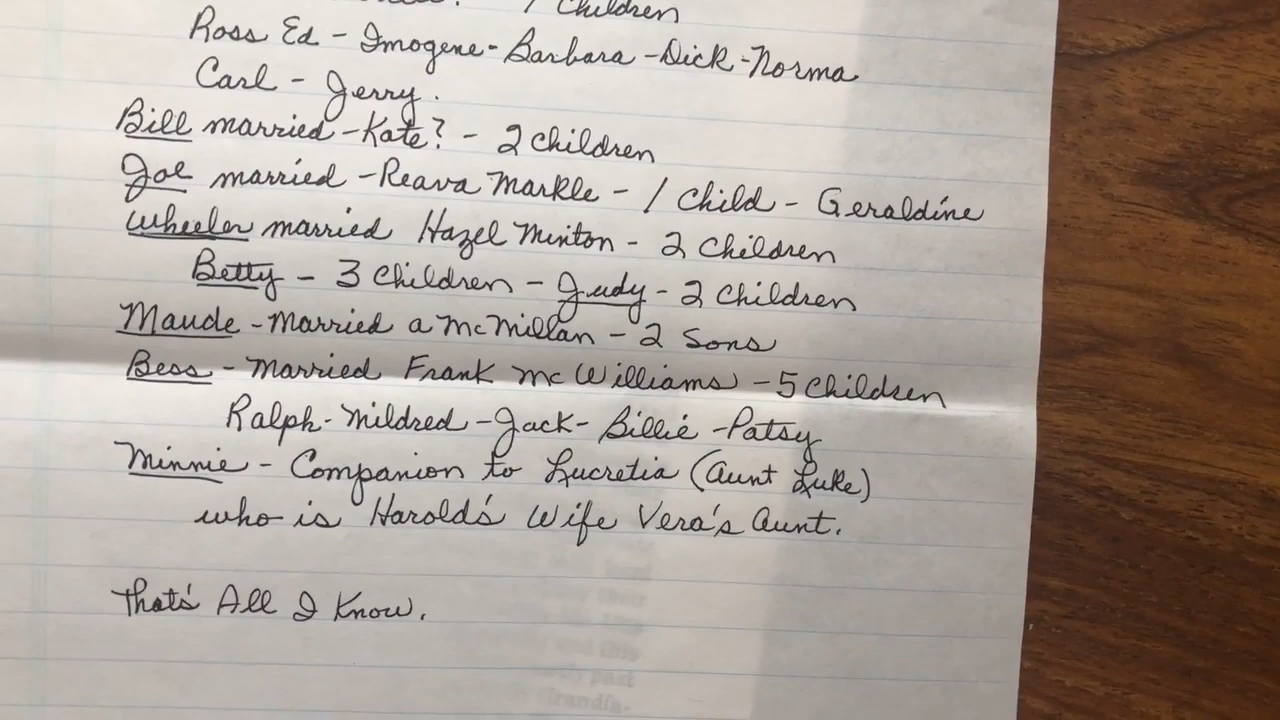 7 Children
Ross Ed - Imogene - Barbara - Dick - Norma
Carl - Jerry.
Bill married - Kate? - 2 Children
Joe married - Reava Markle - 1 Child - Geraldine
Wheeler married Hazel Minton - 2 Children
Betty - 3 Children - Judy - 2 Children
Maude - Married a McMillan - 2 Sons
Bess - Married Frank McWilliams - 5 Children
Ralph - Mildred - Jack - Billie - Patsy
Minnie - Companion to Lucretia (Aunt Luke)
who is Harold's Wife Vera's Aunt.
That's All I Know.